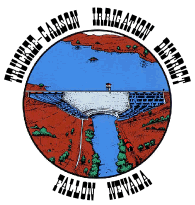 TRUCKEE-CARSON IRRIGATION DISTRICT
FALLON NEVADA